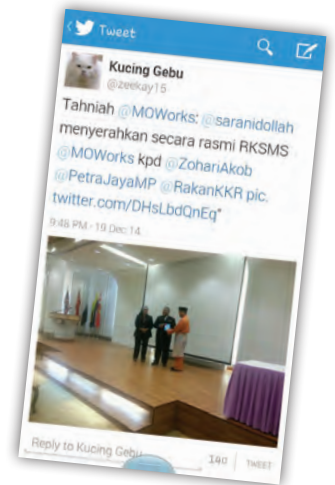 Tweet
Kucing Gebu
@zeekay15
Tahniah @MOWorks: @saranidollah
menyerahkan secara rasmi RKSMS
@MOWorks kpd @ZohariAkob
@PetraJayaMP @RakanKKR pic.
twitter.com/DHsLbdQnEq"
9:48 PM · 19 Dec 14
Reply to Kucing Gebu
140
TWEET